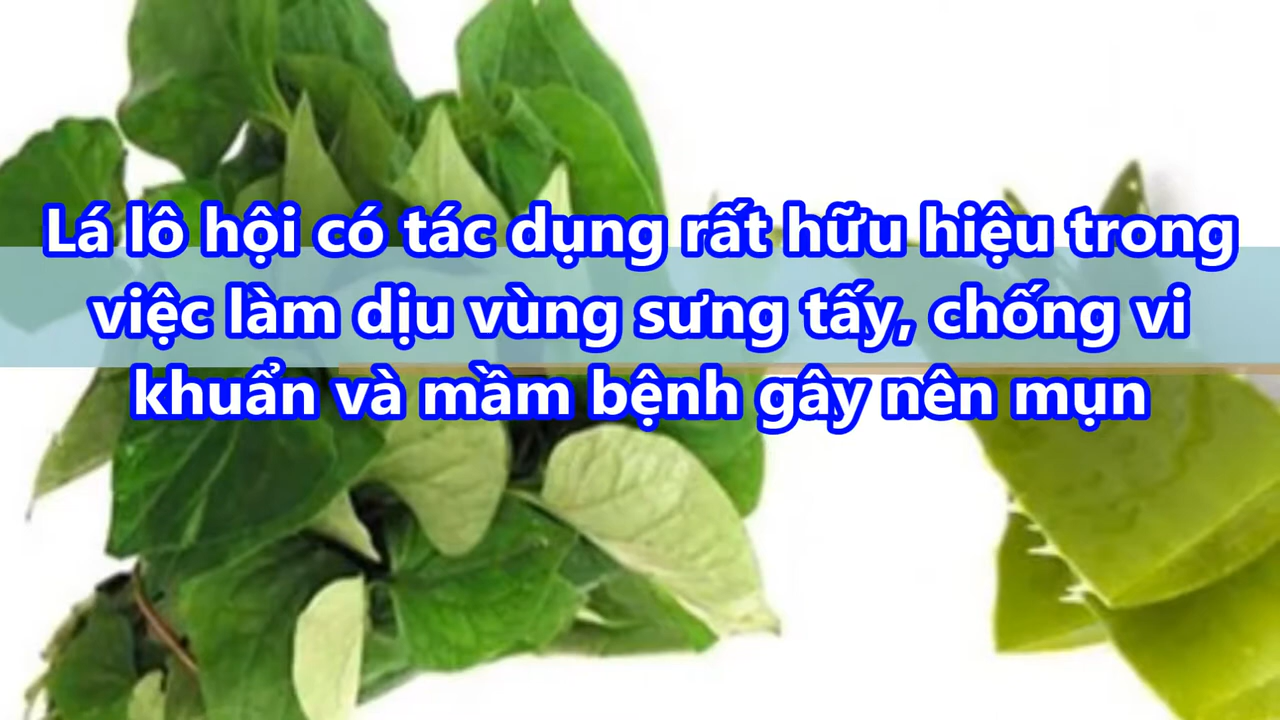 Lá lô hội có tác dụng rất hữu hiệu trong
việc làm dịu vùng sưng tấy, chống vi
khuẩn và mầm bệnh gây nên mụn